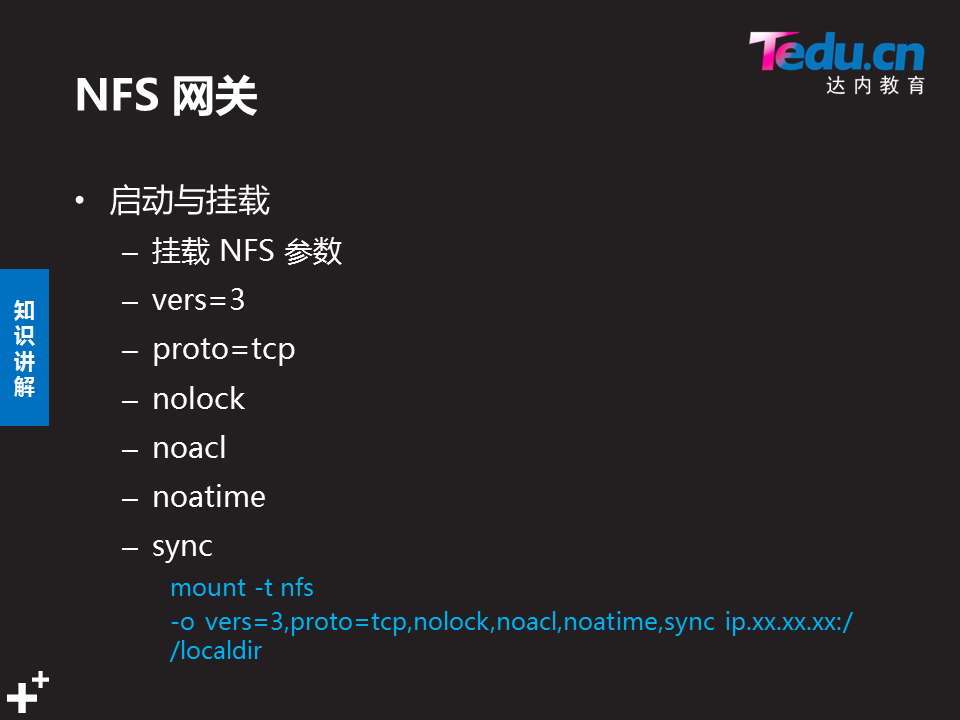 Tedu.cn
达内教育
NFS 网关
• 启动与挂载
– 挂载 NFS 参数
– vers=3
– proto=tcp
– nolock
– noacl
– noatime
– sync
mount -t nfs
-o vers=3,proto=tcp,nolock,noacl,noatime,sync ip.xx.xx.xx:/
/localdir
知
识
讲
解